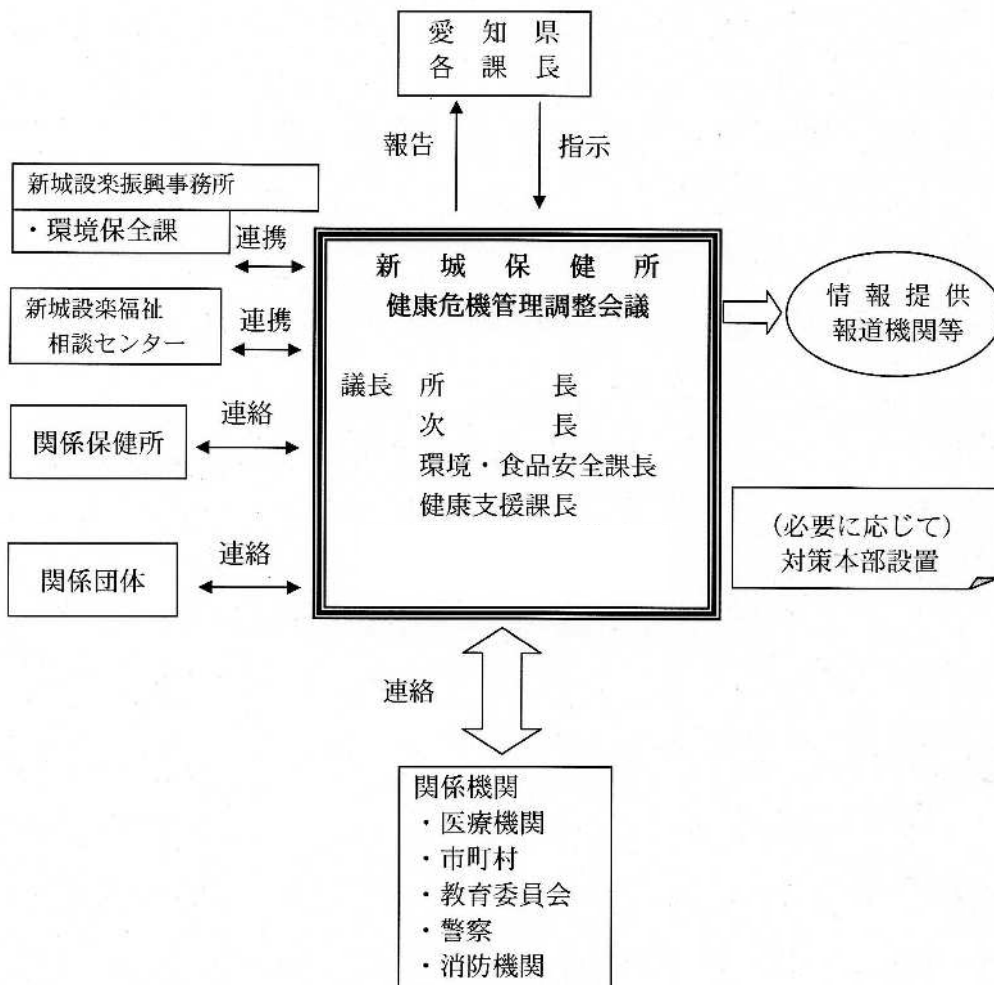 愛知県
各課長
報告
指示
新城設楽振興事務所
・環境保全課
連携
新城設楽福祉
相談センター
連携
関係保健所
連絡
関係団体
連絡
新城保健所
健康危機管理調整会議
議長 所長
次長
環境・食品安全課長
健康支援課長
情報提供
報道機関等
(必要に応じて)
対策本部設置
連絡
関係機関
・医療機関
・市町村
・教育委員会
・警察
・消防機関